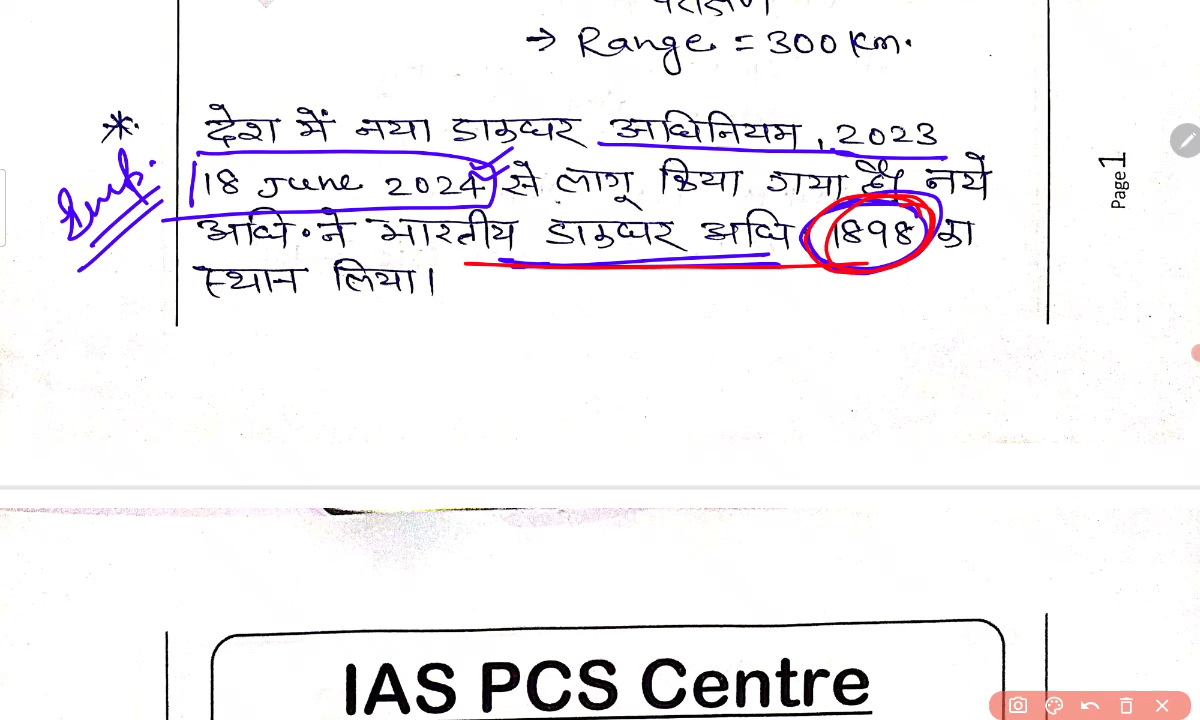 → Range = 300 Km.
*. देश में नया डाकघर अधिनियम, 2023
18 June 2024 से लागू किया गया है। नये
अधि॰ ने भारतीय डाकघर अधि 1898 का
स्थान लिया।
Page 1
IAS PCS Centre